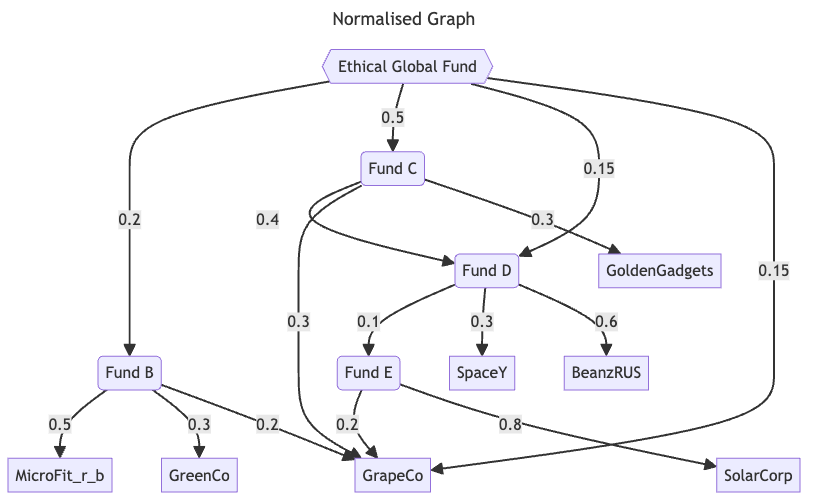 Normalised Graph
Ethical Global Fund
0.5
Fund C
0.15
0.2
0.4
0.3
Fund D
GoldenGadgets
0.15
0.3
0.1
0.3
0.6
Fund B
Fund E
SpaceY
BeanzRUS
0.5
0.3
0.2
0.2
0.8
MicroFit_r_b
GreenCo
GrapeCo
SolarCorp